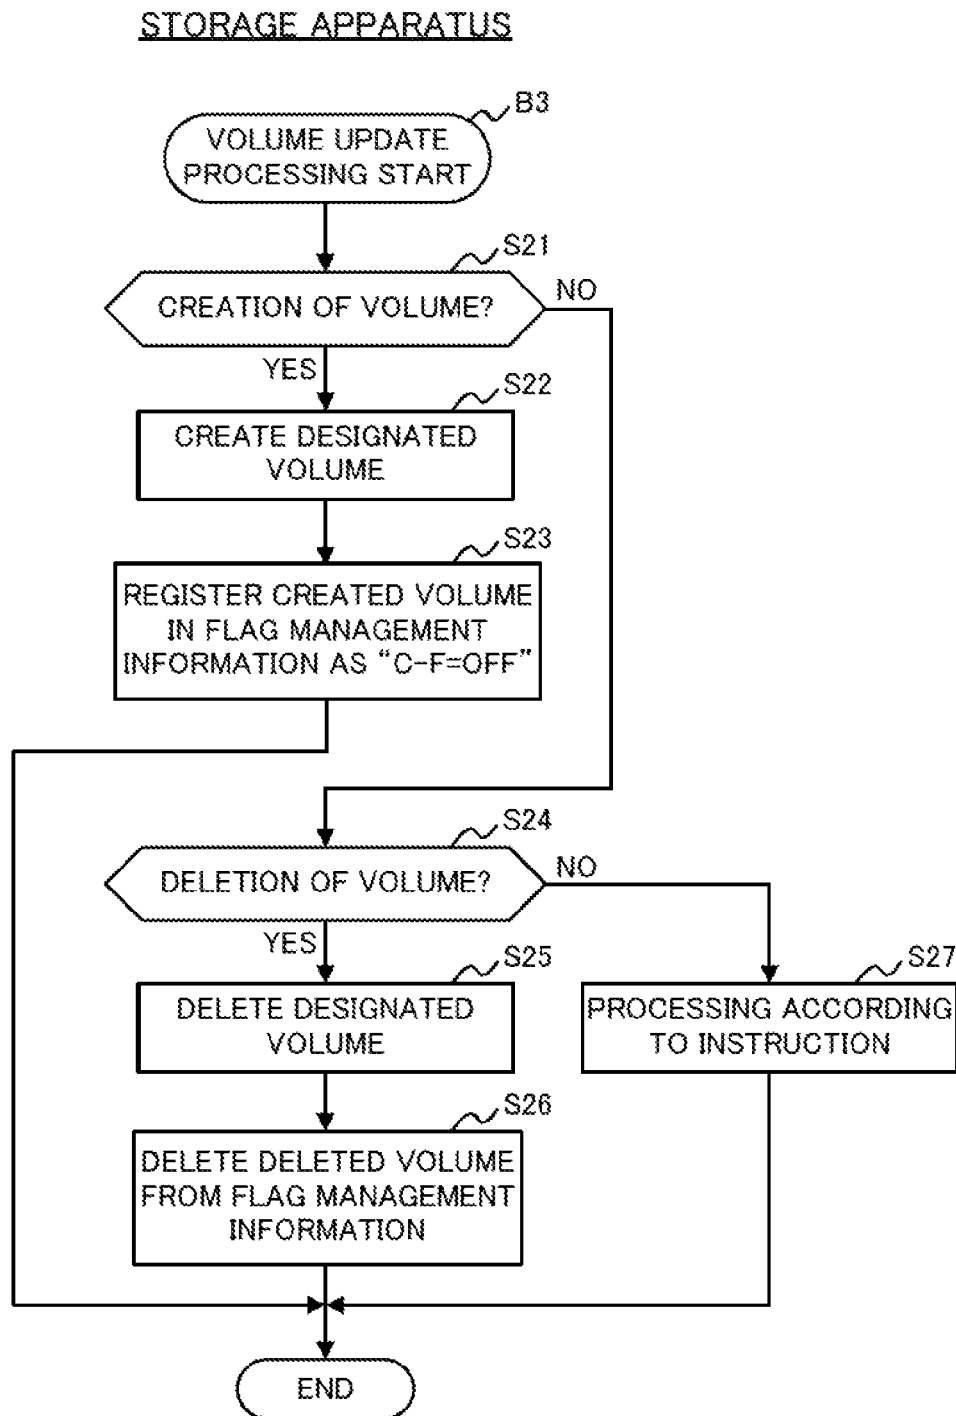 STORAGE APPARATUS
B3
VOLUME UPDATE
PROCESSING START
S21
CREATION OF VOLUME?
NO
YES
S22
CREATE DESIGNATED
VOLUME
S23
REGISTER CREATED VOLUME
IN FLAG MANAGEMENT
INFORMATION AS “C-F=OFF”
S24
DELETION OF VOLUME?
NO
YES
S25
DELETE DESIGNATED
VOLUME
S27
PROCESSING ACCORDING
TO INSTRUCTION
S26
DELETE DELETED VOLUME
FROM FLAG MANAGEMENT
INFORMATION
END